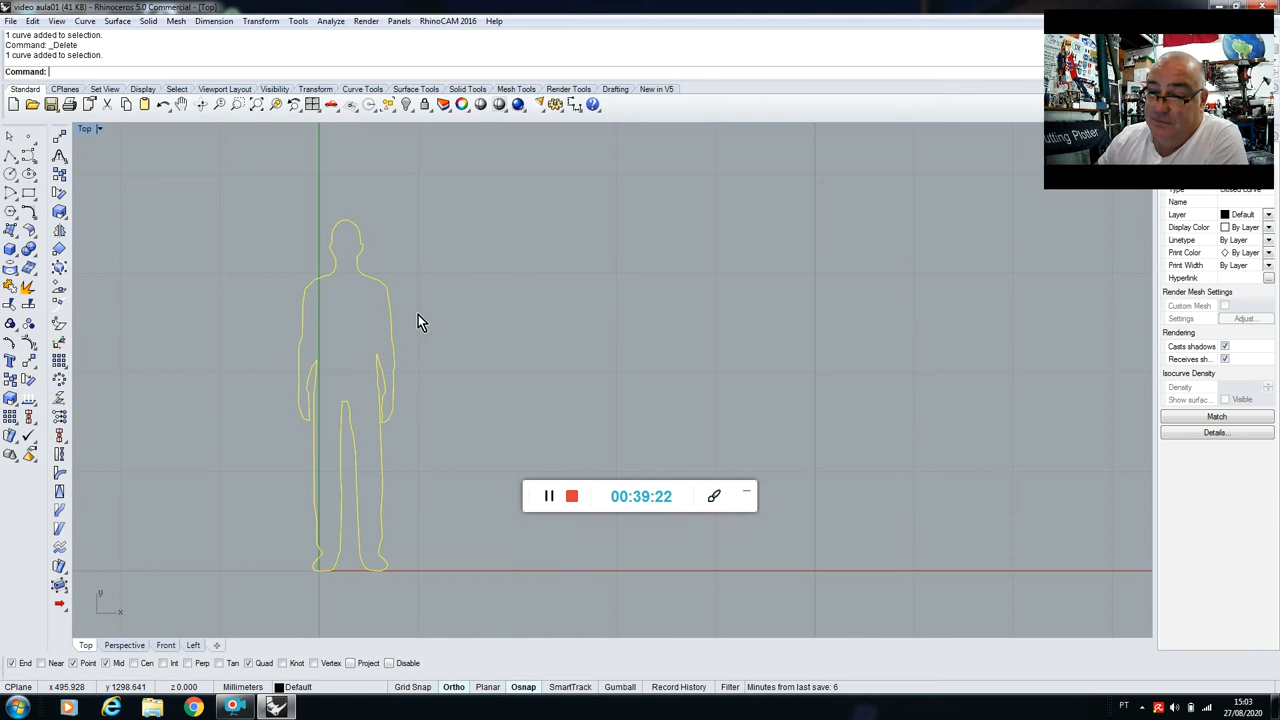 video aula01 (41 KB) - Rhinoceros 5.0 Commercial - [Top]
File Edit View Curve Surface Solid Mesh Dimension Transform Tools Analyze Render Panels RhinoCAM 2016 Help
1 curve added to selection.
Command: _Delete
1 curve added to selection.
Command:
Standard CPlanes Set View Display Select Viewport Layout Visibility Transform Curve Tools Surface Tools Solid Tools Mesh Tools Render Tools Drafting New in V5
Top
utting Plotter
Type Closed curve
Name
Layer Default
Display Color By Layer
Linetype By Layer
Print Color By Layer
Print Width By Layer
Hyperlink ...
Render Mesh Settings
Custom Mesh
Settings Adjust...
Rendering
Casts shadows
Receives sh...
Isocurve Density
Density
Show surfac... Visible
Match
Details...
00:39:22
y
x
Top Perspective Front Left
End Near Point Mid Cen Int Perp Tan Quad Knot Vertex Project Disable
CPlane x 495.928 y 1298.641 z 0.000 Millimeters Default Grid Snap Ortho Planar Osnap SmartTrack Gumball Record History Filter Minutes from last save: 6
PT 15:03
27/08/2020